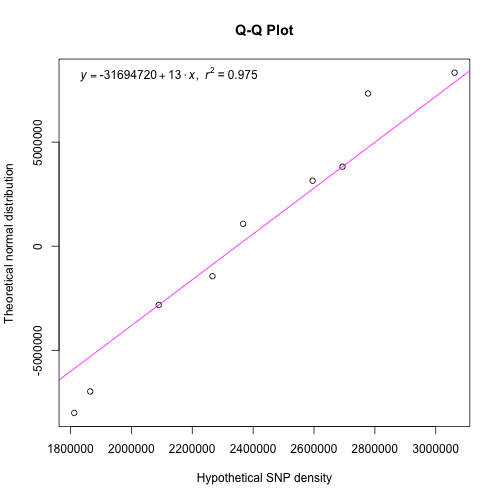 Q-Q Plot
y = -31694720 + 13 · x, r² = 0.975
Theoretical normal distribution
5000000
0
-5000000
1800000 2000000 2200000 2400000 2600000 2800000 3000000
Hypothetical SNP density